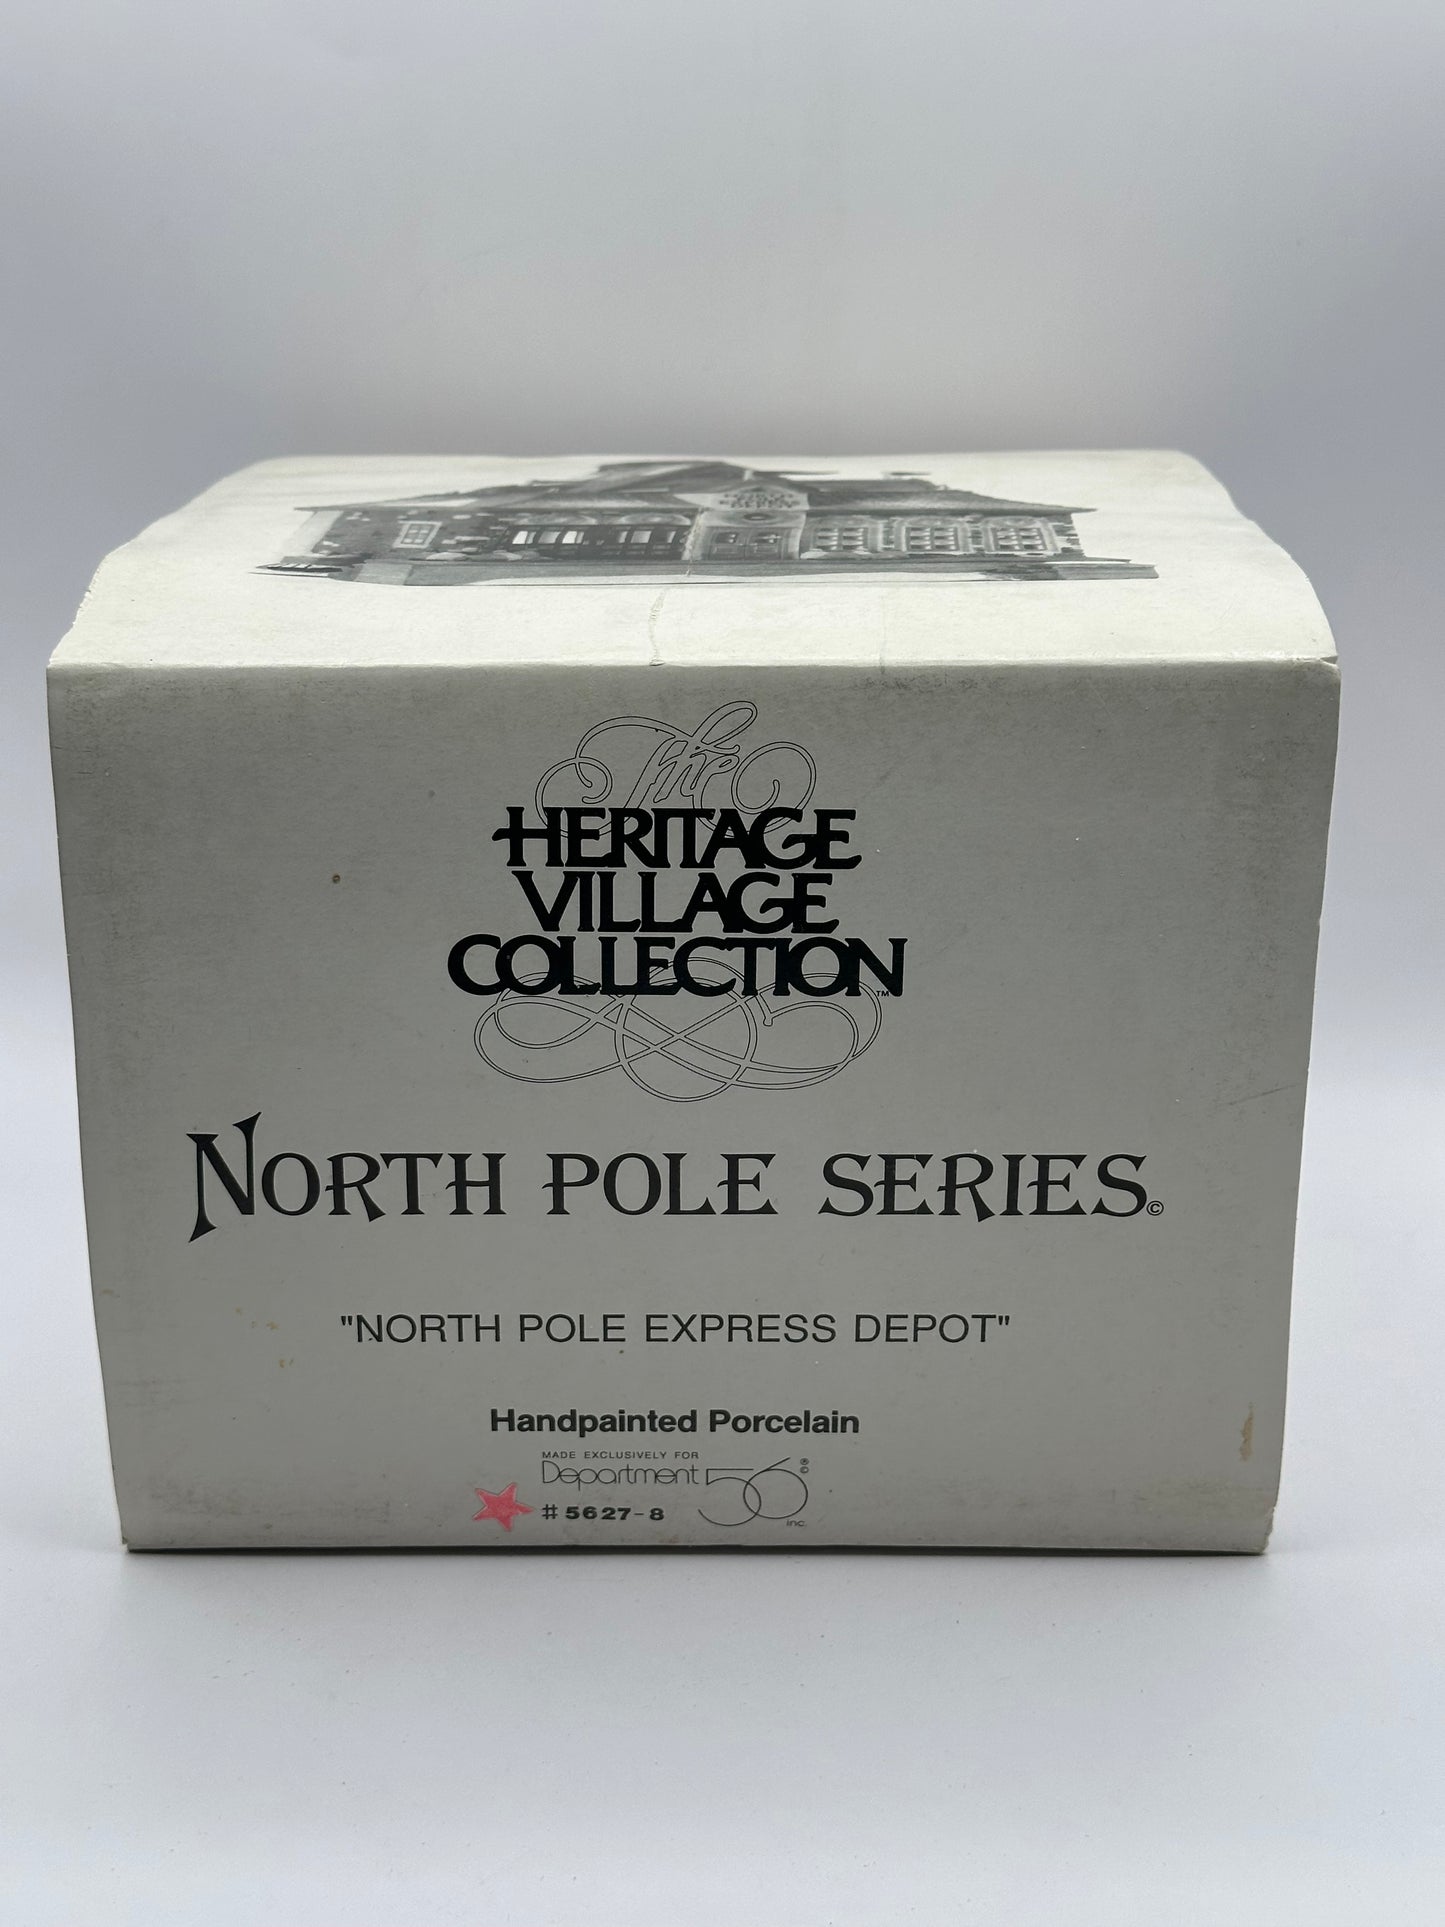 The
HERITAGE
VILLAGE
COLLECTION™
NORTH POLE SERIES©
"NORTH POLE EXPRESS DEPOT"
Handpainted Porcelain
MADE EXCLUSIVELY FOR
Department 56®©
#5627-8
inc.